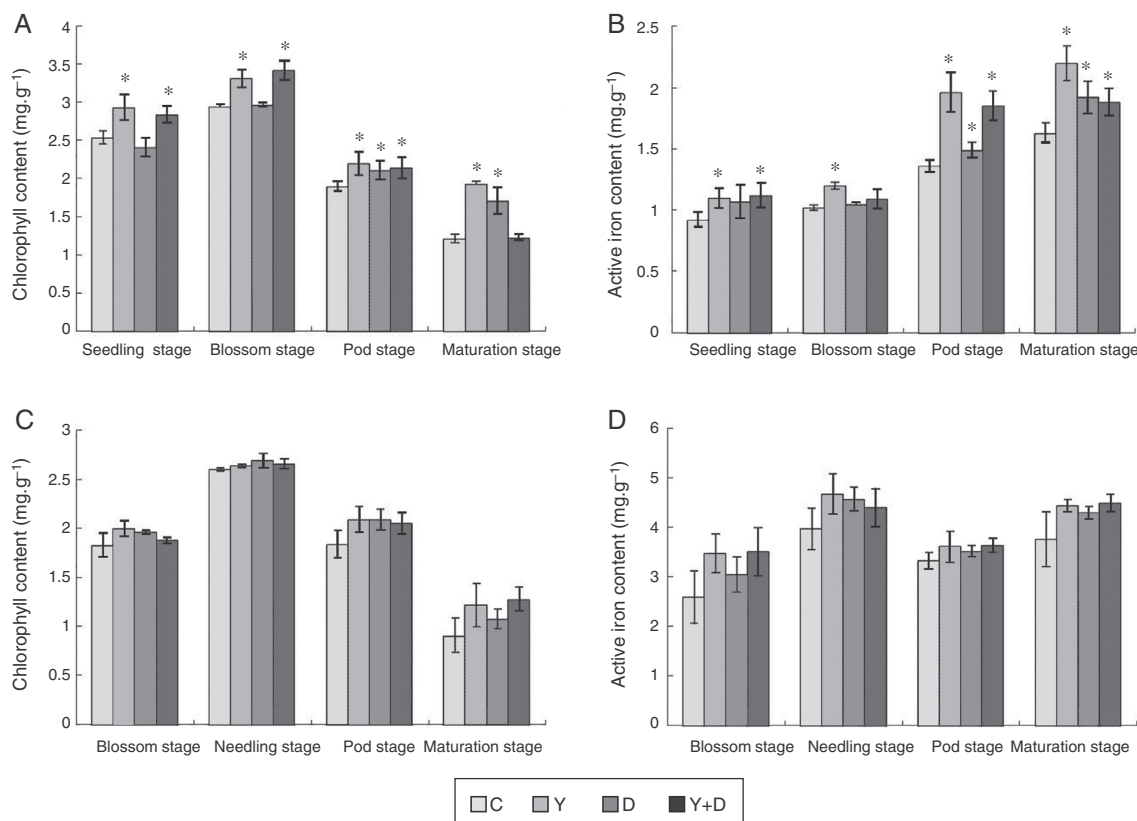 A
Chlorophyll content (mg.g⁻¹)
4
3.5
3
2.5
2
1.5
1
0.5
0
* * * * * * * * *
Seedling stage Blossom stage Pod stage Maturation stage
B
Active iron content (mg.g⁻¹)
2.5
2
1.5
1
0.5
0
* * * * * * * * *
Seedling stage Blossom stage Pod stage Maturation stage
C
Chlorophyll content (mg.g⁻¹)
3
2.5
2
1.5
1
0.5
0
Blossom stage Needling stage Pod stage Maturation stage
D
Active iron content (mg.g⁻¹)
6
5
4
3
4
1
0
Blossom stage Needling stage Pod stage Maturation stage
C Y D Y+D